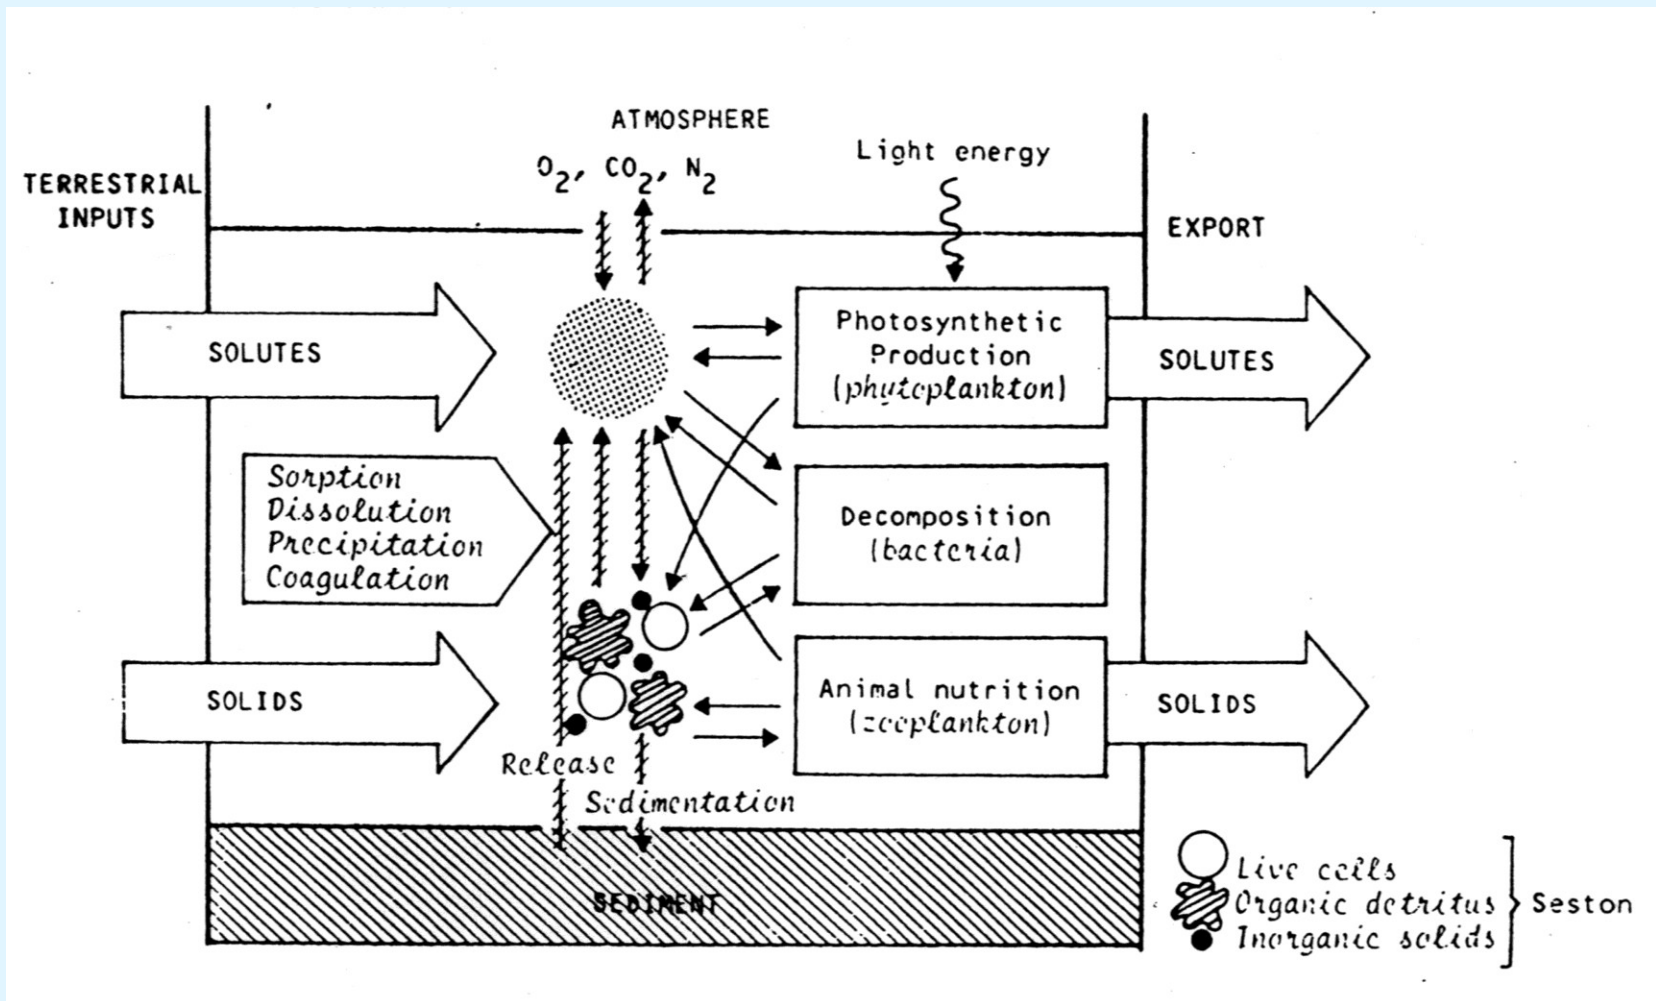 ATMOSPHERE
O2, CO2, N2
Light energy
TERRESTRIAL
INPUTS
EXPORT
SOLUTES
Photosynthetic
Production
(phytoplankton)
SOLUTES
Sorption
Dissolution
Precipitation
Coagulation
Decomposition
(bacteria)
SOLIDS
Animal nutrition
(zooplankton)
SOLIDS
Release
Sedimentation
SEDIMENT
Live cells
Organic detritus
Inorganic solids
Seston